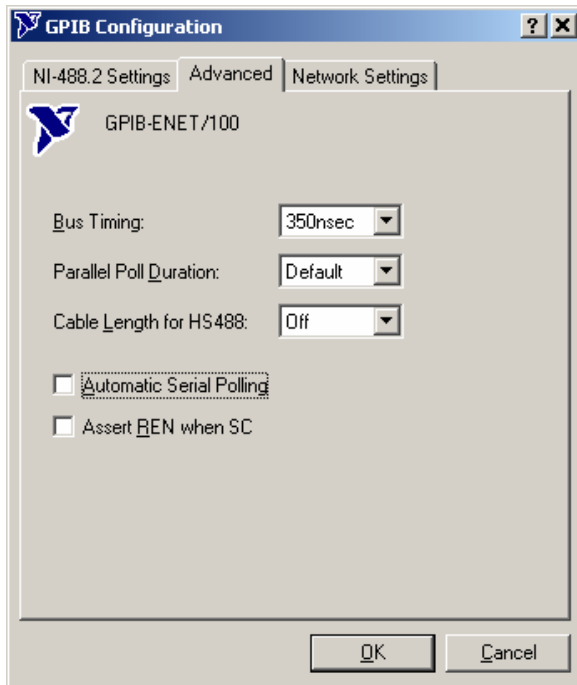 GPIB Configuration
NI-488.2 Settings Advanced Network Settings
GPIB-ENET/100
Bus Timing: 350nsec
Parallel Poll Duration: Default
Cable Length for HS488: Off
Automatic Serial Polling
Assert REN when SC
OK Cancel